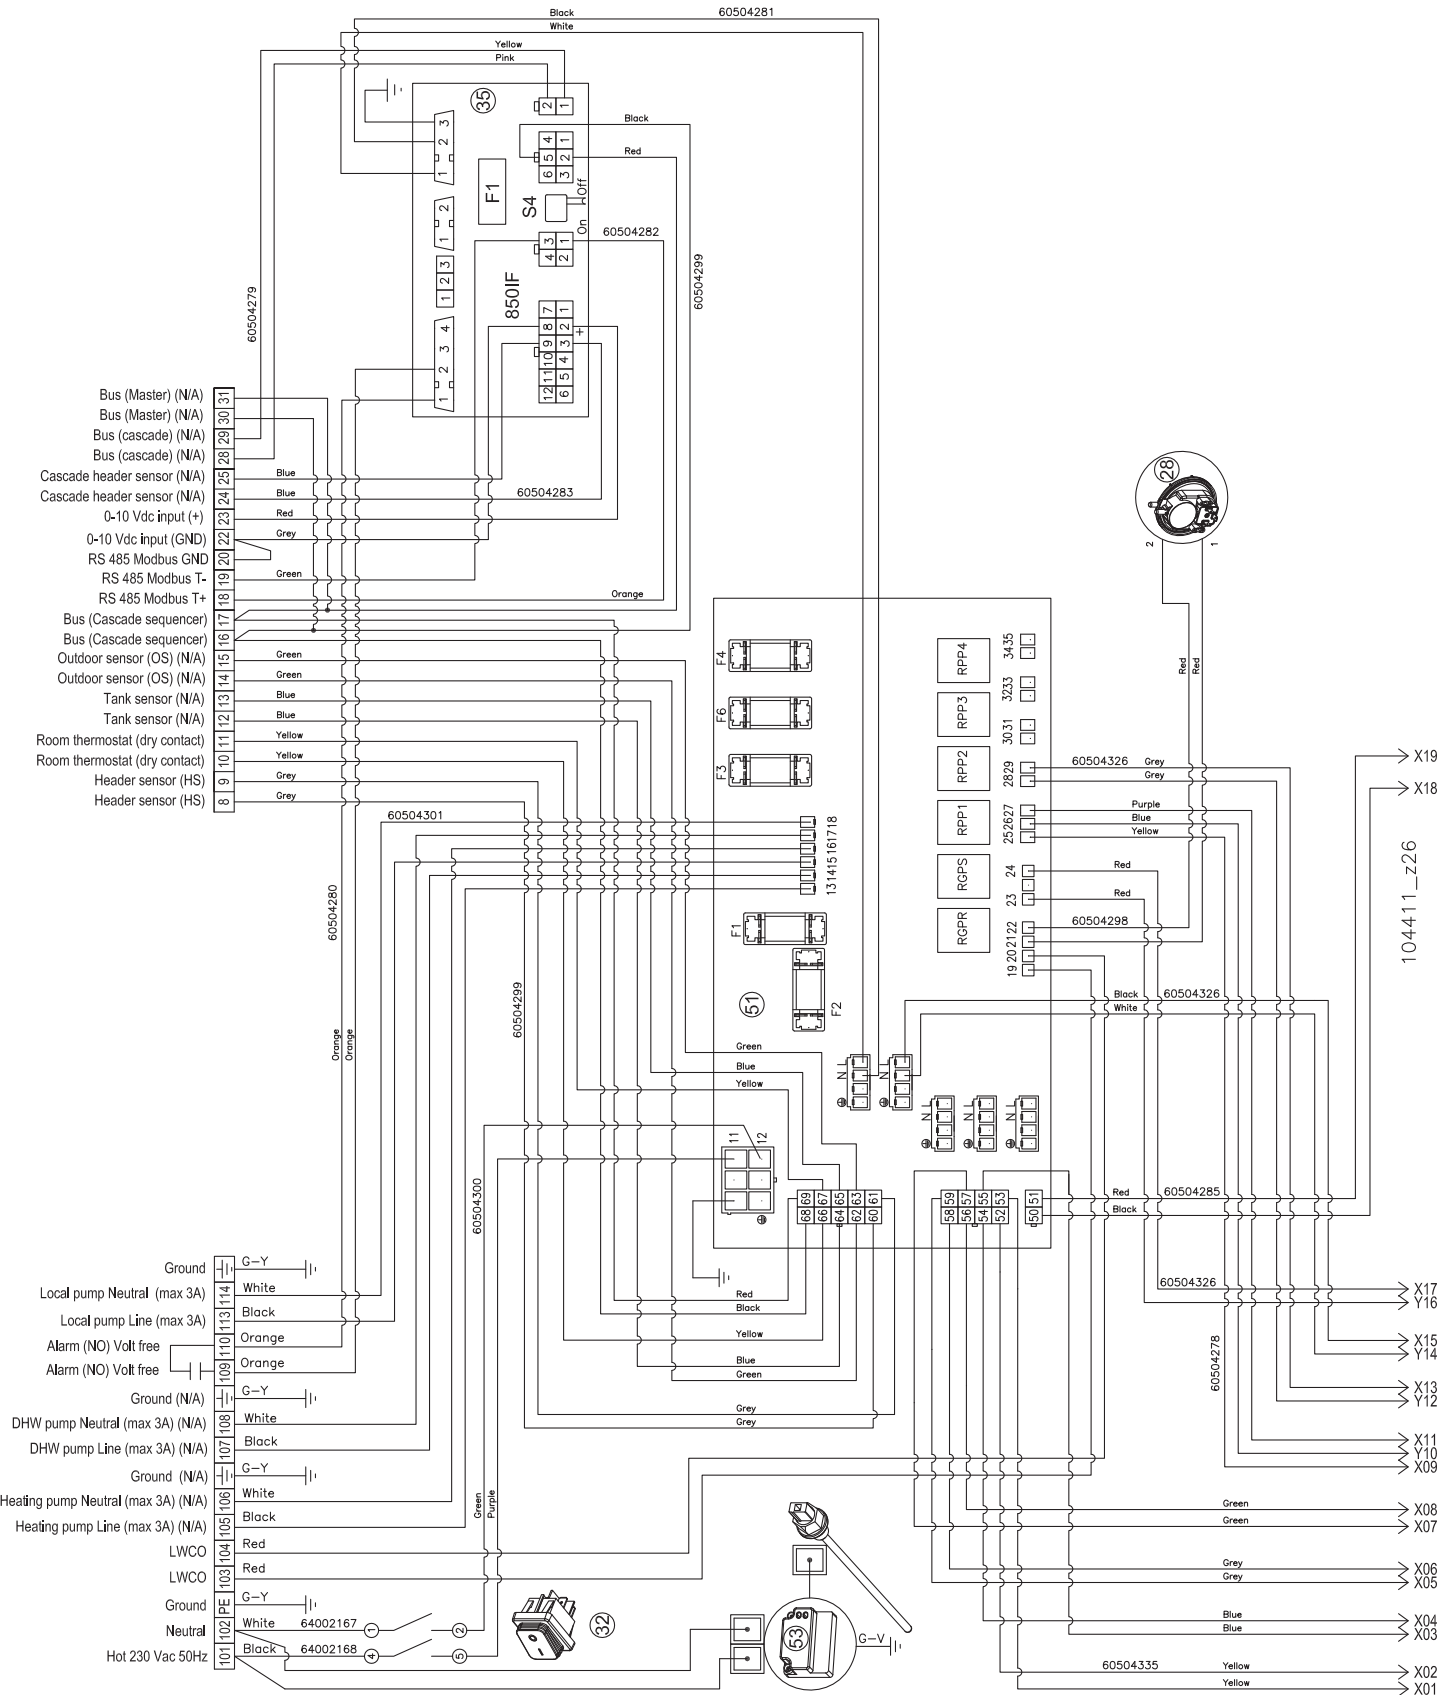 Black 60504281
White
Yellow
Pink
35
2 1
3
2
1
4 1
5 2
6 3
Black
Red
F1
S4
Off
On
2
1
3 1
4 2
60504282
60504299
60504279
3
2
1
850IF
7 1
8 2
9 3
10 4
11 5
12 6
+
4
3
2
1
Bus (Master) (N/A) 31
Bus (Master) (N/A) 30
Bus (cascade) (N/A) 29
Bus (cascade) (N/A) 28
Cascade header sensor (N/A) 25 Blue
Cascade header sensor (N/A) 24 Blue 60504283
0-10 Vdc input (+) 23 Red
0-10 Vdc input (GND) 22 Grey
RS 485 Modbus GND 20
RS 485 Modbus T- 19 Green
RS 485 Modbus T+ 18 Orange
Bus (Cascade sequencer) 17
Bus (Cascade sequencer) 16
Outdoor sensor (OS) (N/A) 15 Green
Outdoor sensor (OS) (N/A) 14 Green
Tank sensor (N/A) 13 Blue
Tank sensor (N/A) 12 Blue
Room thermostat (dry contact) 11 Yellow
Room thermostat (dry contact) 10 Yellow
Header sensor (HS) 9 Grey
Header sensor (HS) 8 Grey
28
2 1
Red
Red
F4
F6
F3
RPP4
RPP3
RPP2
RPP1
RGPS
RGPR
3435
3233
3031
2829
252627
24
23
19 20 2122
60504326 Grey
Grey
Purple
Blue
Yellow
Red
Red
60504298
X19
X18
104411_z26
60504301
131415161718
60504280
60504299
F1
F2
51
Orange
Orange
Black 60504326
White
Green
Blue
Yellow
N L
N L
N L
11
12
60504300
69 67 65 63 61
68 66 64 62 60
59 57 55 53
58 56 54 52
51
50
Red 60504285
Black
Red
Black
Yellow
Blue
Green
Grey
Grey
60504326
60504278
X17
Y16
X15
Y14
X13
Y12
X11
Y10
X09
Ground G-Y
Local pump Neutral (max 3A) 114 White
Local pump Line (max 3A) 113 Black
Alarm (NO) Volt free 110 Orange
Alarm (NO) Volt free 109 Orange
Ground (N/A) G-Y
DHW pump Neutral (max 3A) (N/A) 108 White
DHW pump Line (max 3A) (N/A) 107 Black
Ground (N/A) G-Y
Heating pump Neutral (max 3A) (N/A) 106 White
Heating pump Line (max 3A) (N/A) 105 Black
LWCO 104 Red
LWCO 103 Red
Ground PE G-Y
Neutral 102 White 64002167 1 2
Hot 230 Vac 50Hz 101 Black 64002168 4 5
Green
Purple
32
53
G-V
Green X08
Green X07
Grey X06
Grey X05
Blue X04
Blue X03
60504335 Yellow X02
Yellow X01